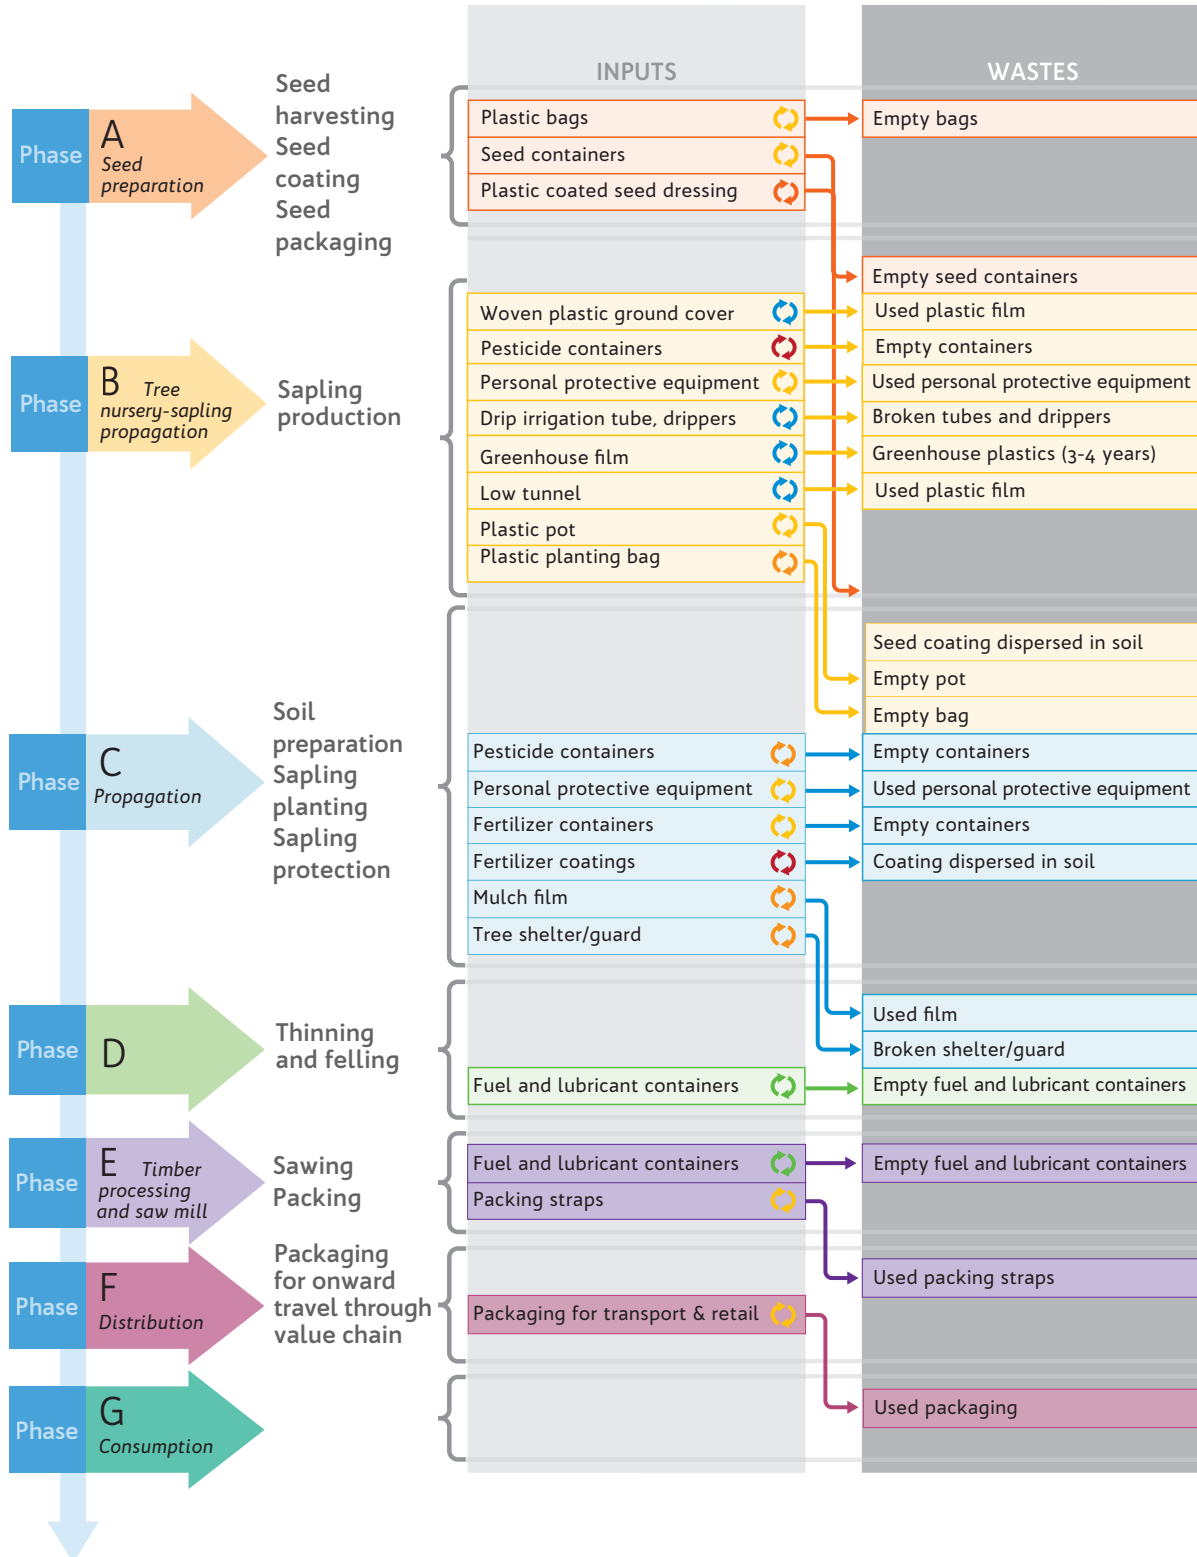 INPUTS
WASTES
Phase
A
Seed
preparation
Seed
harvesting
Seed
coating
Seed
packaging
Plastic bags
Empty bags
Seed containers
Plastic coated seed dressing
Empty seed containers
Phase
B Tree
nursery-sapling
propagation
Sapling
production
Woven plastic ground cover
Used plastic film
Pesticide containers
Empty containers
Personal protective equipment
Used personal protective equipment
Drip irrigation tube, drippers
Broken tubes and drippers
Greenhouse film
Greenhouse plastics (3-4 years)
Low tunnel
Used plastic film
Plastic pot
Plastic planting bag
Seed coating dispersed in soil
Empty pot
Empty bag
Phase
C
Propagation
Soil
preparation
Sapling
planting
Sapling
protection
Pesticide containers
Empty containers
Personal protective equipment
Used personal protective equipment
Fertilizer containers
Empty containers
Fertilizer coatings
Coating dispersed in soil
Mulch film
Tree shelter/guard
Used film
Broken shelter/guard
Phase
D
Thinning
and felling
Fuel and lubricant containers
Empty fuel and lubricant containers
Phase
E Timber
processing
and saw mill
Sawing
Packing
Fuel and lubricant containers
Empty fuel and lubricant containers
Packing straps
Used packing straps
Phase
F
Distribution
Packaging
for onward
travel through
value chain
Packaging for transport & retail
Used packaging
Phase
G
Consumption